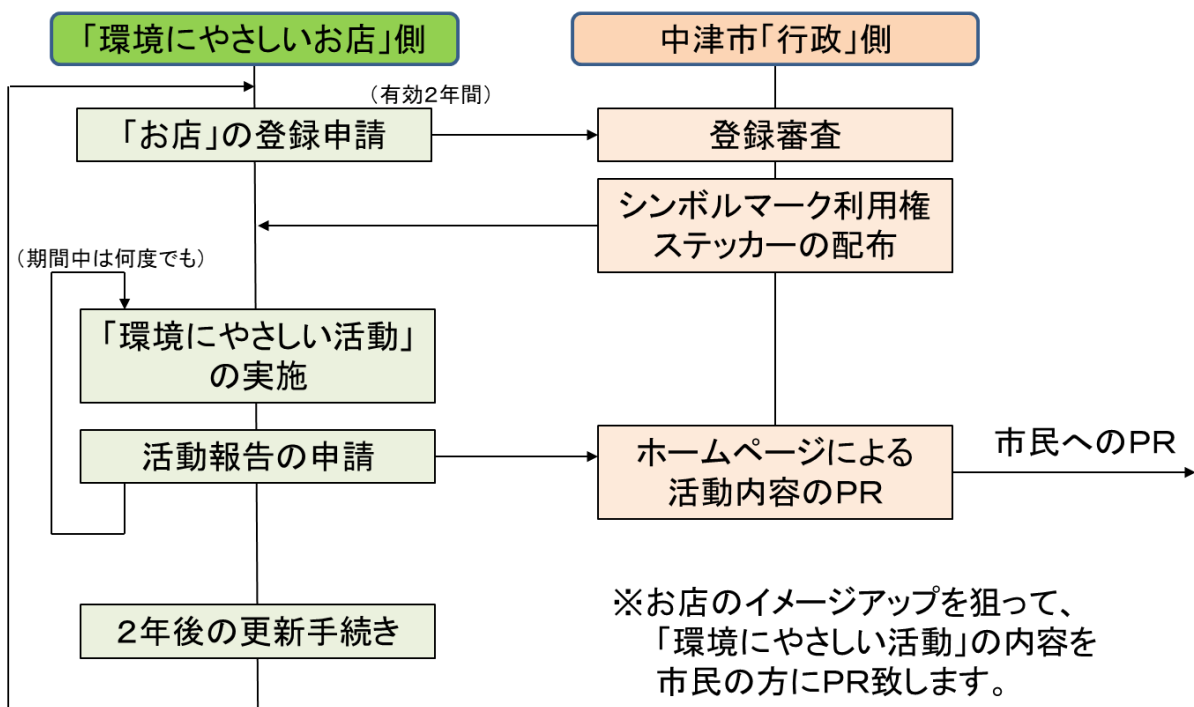 「環境にやさしいお店」側
中津市「行政」側
（有効２年間）
「お店」の登録申請
登録審査
シンボルマーク利用権
ステッカーの配布
（期間中は何度でも）
「環境にやさしい活動」
の実施
活動報告の申請
ホームページによる
活動内容のＰＲ
市民へのＰＲ
２年後の更新手続き
※お店のイメージアップを狙って、
「環境にやさしい活動」の内容を
市民の方にＰＲ致します。